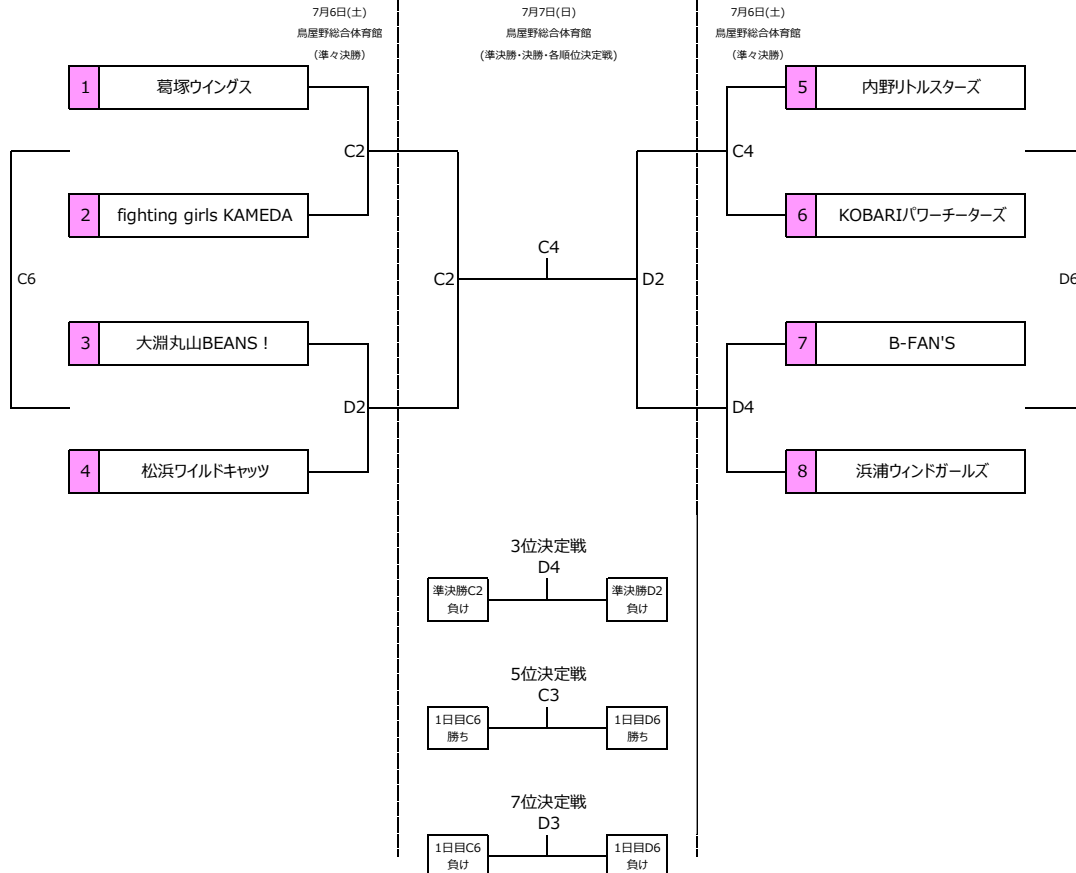 7月6日(土)
鳥屋野総合体育館
(準々決勝)
7月7日(日)
鳥屋野総合体育館
(準決勝・決勝・各順位決定戦)
7月6日(土)
鳥屋野総合体育館
(準々決勝)
1 葛塚ウイングス
5 内野リトルスターズ
C2
C4
2 fighting girls KAMEDA
6 KOBARIパワーチーターズ
C4
C6
C2
D2
D6
3 大淵丸山BEANS！
7 B-FAN'S
D2
D4
4 松浜ワイルドキャッツ
8 浜浦ウィンドガールズ
3位決定戦
D4
準決勝C2
負け
準決勝D2
負け
5位決定戦
C3
1日目C6
勝ち
1日目D6
勝ち
7位決定戦
D3
1日目C6
負け
1日目D6
負け